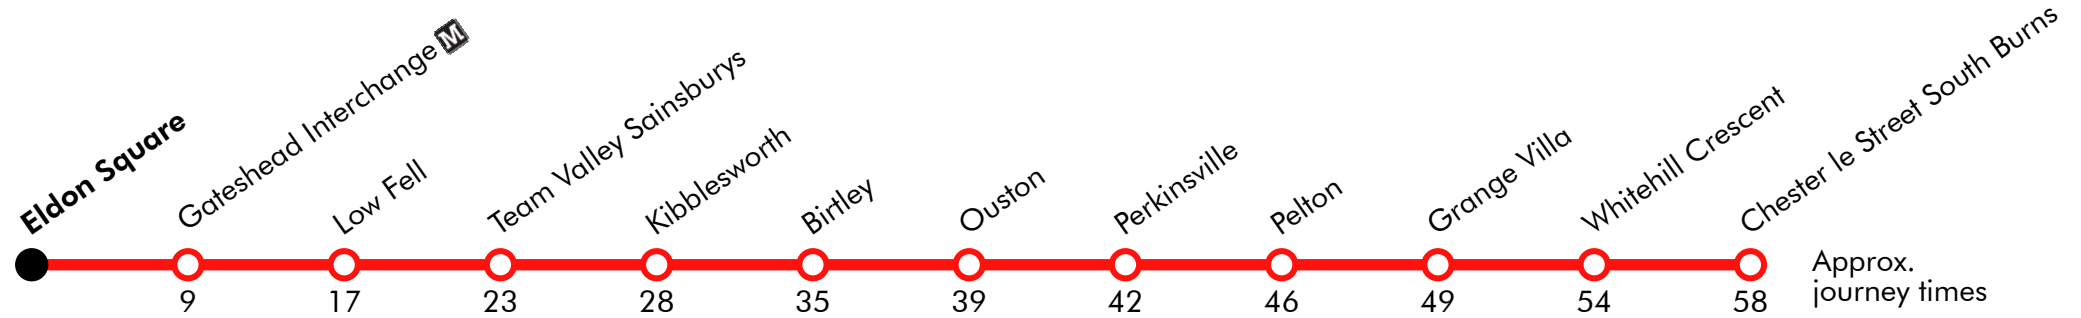 Eldon Square
Gateshead Interchange M
Low Fell
Team Valley Sainsburys
Kibblesworth
Birtley
Ouston
Perkinsville
Pelton
Grange Villa
Whitehill Crescent
Chester le Street South Burns
9 17 23 28 35 39 42 46 49 54 58
Approx.
journey times